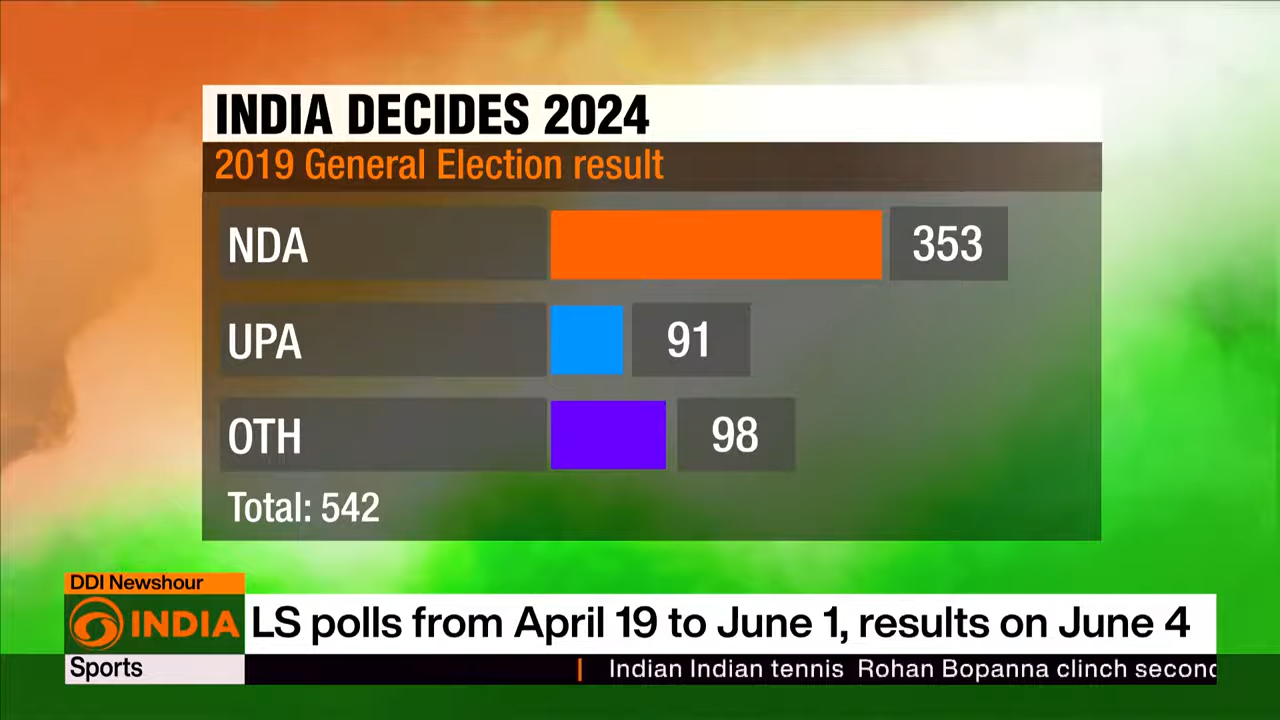 INDIA DECIDES 2024
2019 General Election result
NDA 353
UPA 91
OTH 98
Total: 542
DDI Newshour
INDIA
LS polls from April 19 to June 1, results on June 4
Sports
| Indian Indian tennis Rohan Bopanna clinch second